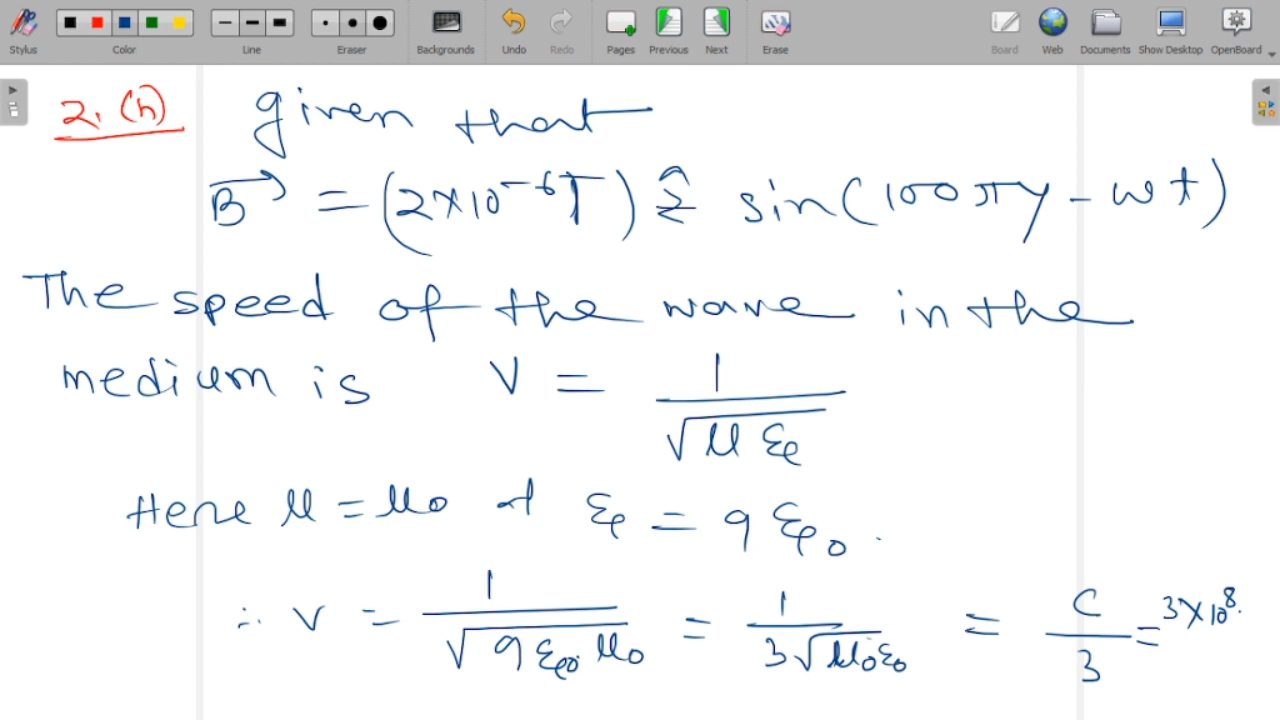 Stylus Color Line Eraser Backgrounds Undo Redo Pages Previous Next Erase Board Web Documents Show Desktop OpenBoard
2. (h) given that
B⃗ = (2×10⁻⁶T) ẑ sin(100πy - ωt)
The speed of the wave in the
medium is V = 1/√(μ ε)
Here μ = μ₀ & ε = 9 ε₀.
∴ V = 1/√(9 ε₀ μ₀) = 1/(3√(μ₀ε₀)) = C/3 = 3×10⁸.